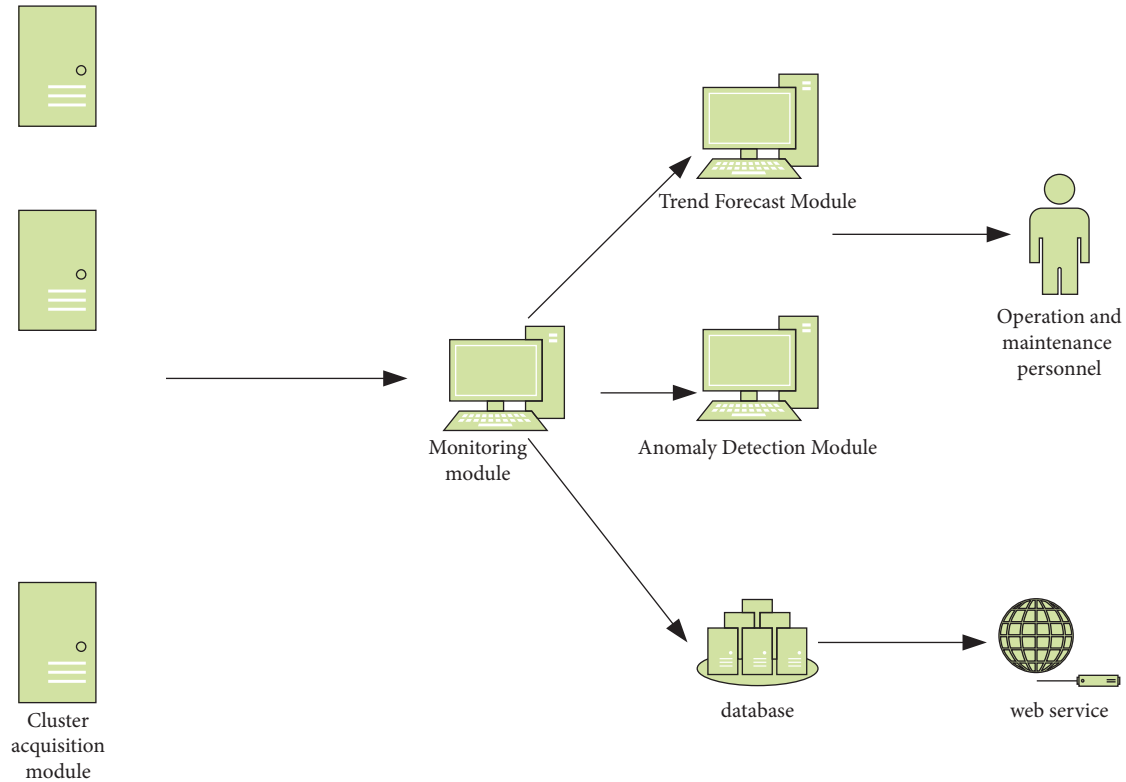 Trend Forecast Module
Operation and
maintenance
personnel
Monitoring
module
Anomaly Detection Module
Cluster
acquisition
module
database
web service